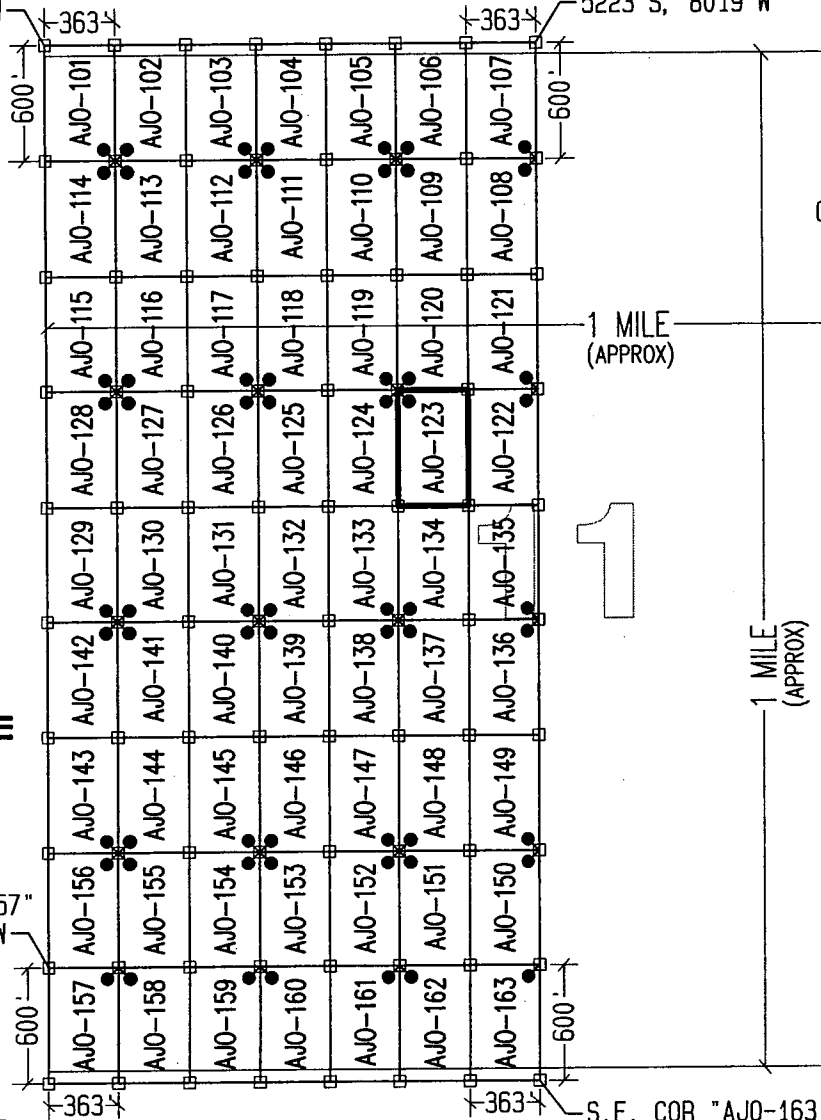 363' 363' 5223 S, 6019 W
600' AJO-101 AJO-102 AJO-103 AJO-104 AJO-105 AJO-106 AJO-107 600'
AJO-114 AJO-113 AJO-112 AJO-111 AJO-110 AJO-109 AJO-108
AJO-115 AJO-116 AJO-117 AJO-118 AJO-119 AJO-120 AJO-121
1 MILE
(APPROX)
AJO-128 AJO-127 AJO-126 AJO-125 AJO-124 AJO-123 AJO-122
AJO-129 AJO-130 AJO-131 AJO-132 AJO-133 AJO-134 AJO-135
1 1
AJO-142 AJO-141 AJO-140 AJO-139 AJO-138 AJO-137 AJO-136
1 MILE
(APPROX)
AJO-143 AJO-144 AJO-145 AJO-146 AJO-147 AJO-148 AJO-149
AJO-156 AJO-155 AJO-154 AJO-153 AJO-152 AJO-151 AJO-150
57"
W
600' AJO-157 AJO-158 AJO-159 AJO-160 AJO-161 AJO-162 AJO-163 600'
363' 363' S.E. COR "AJO-163